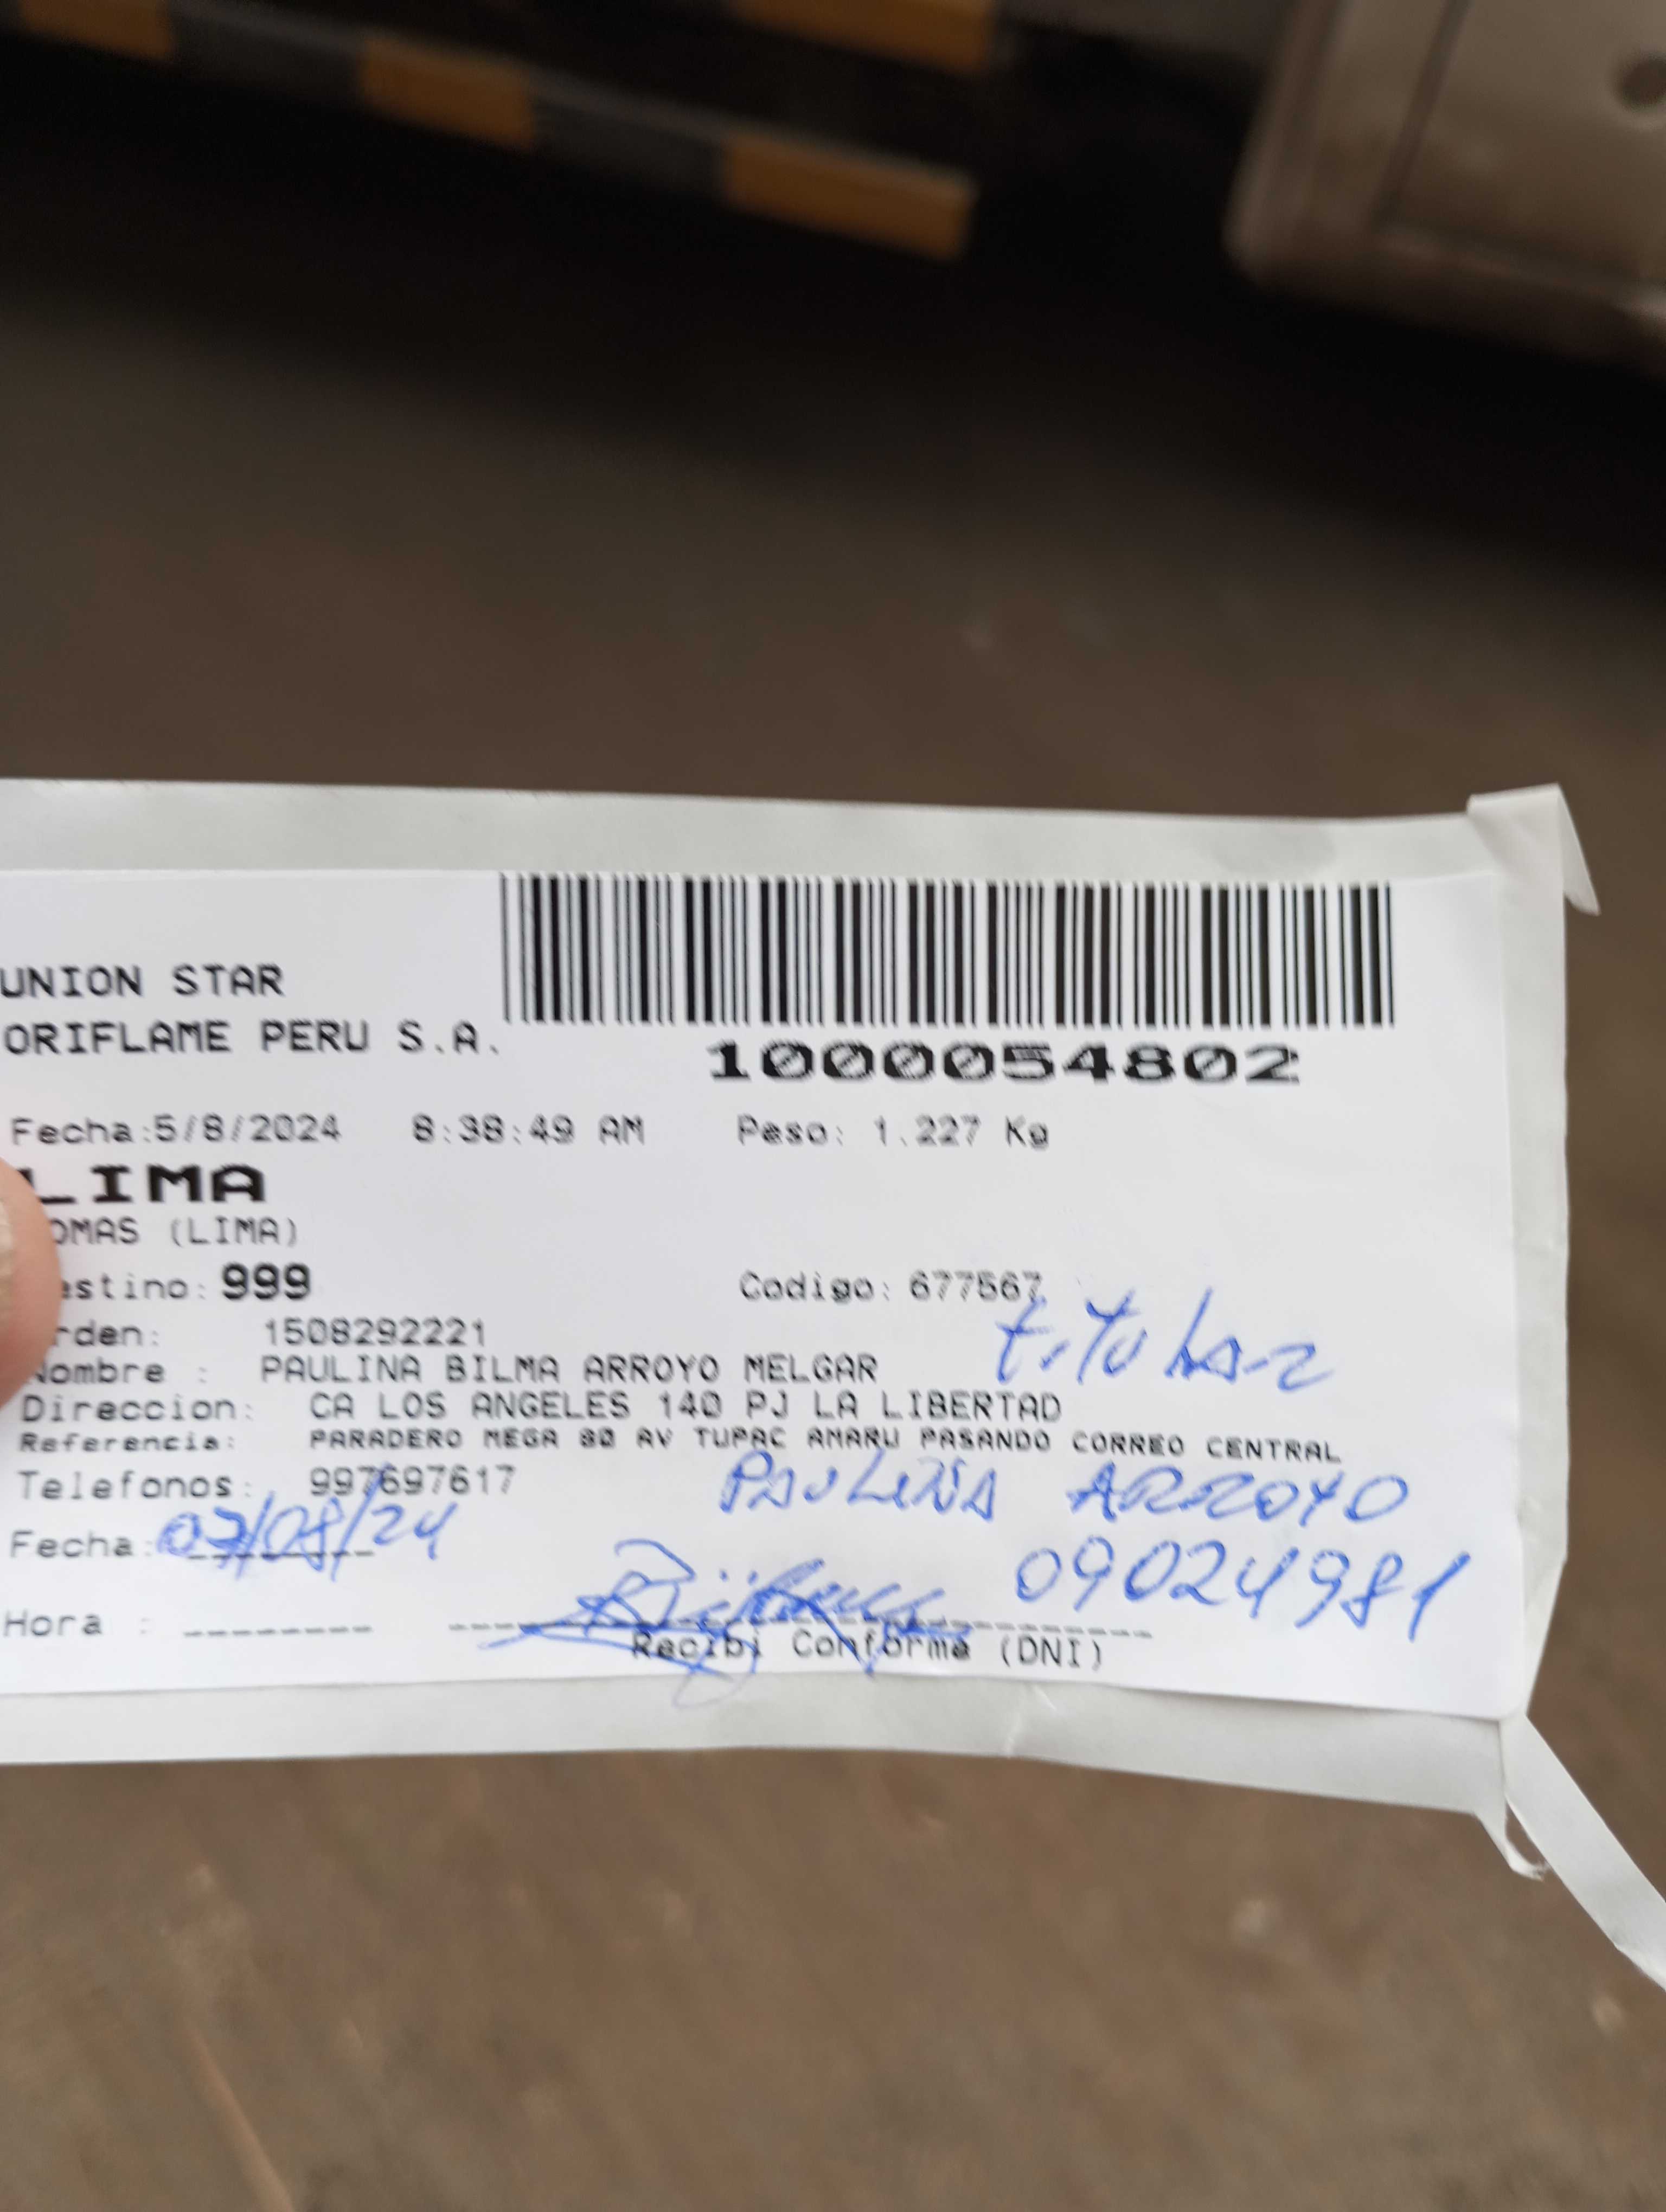 UNION STAR
ORIFLAME PERU S.A.
1000054802
Fecha:5/8/2024 8:38:49 AM Peso: 1.227 Kg
LIMA
OMAS (LIMA)
estino: 999 Codigo: 677567
rden: 1508292221
titular
Nombre : PAULINA BILMA ARROYO MELGAR
Direccion: CA LOS ANGELES 140 PJ LA LIBERTAD
Referencia: PARADERO MEGA 80 AV TUPAC AMARU PASANDO CORREO CENTRAL
Telefonos: 997697617
PAULINA ARROYO
Fecha: 07/08/24
09024981
Hora :
Recibi Conforme (DNI)